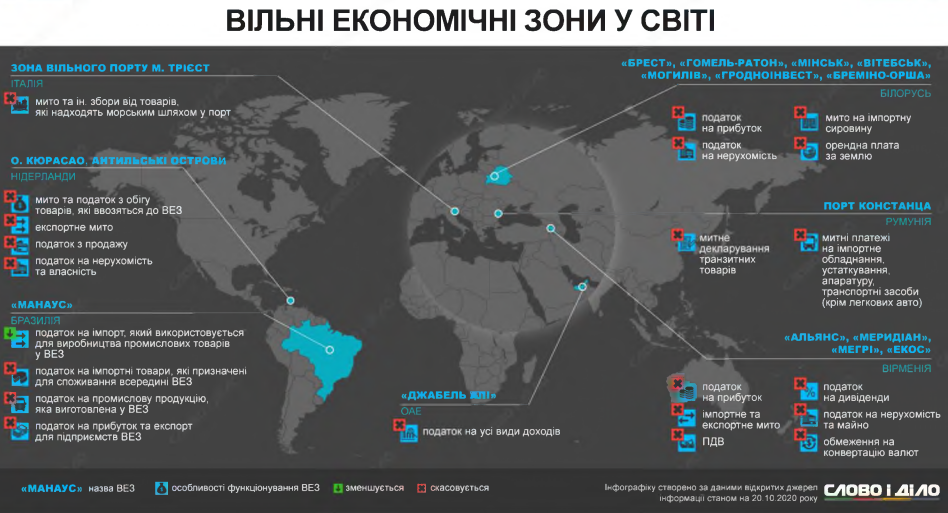 ВІЛЬНІ ЕКОНОМІЧНІ ЗОНИ У СВІТІ
ЗОНА ВІЛЬНОГО ПОРТУ М. ТРІЄСТ
ІТАЛІЯ
мито та ін. збори від товарів,
які надходять морським шляхом у порт
О. КЮРАСАО, АНТИЛЬСЬКІ ОСТРОВИ
НІДЕРЛАНДИ
мито та податок з обігу
товарів, які ввозяться до ВЕЗ
експортне мито
податок з продажу
податок на нерухомість
та власність
«МАНАУС»
БРАЗИЛІЯ
податок на імпорт, який використовується
для виробництва промислових товарів
у ВЕЗ
податок на імпортні товари, які призначені
для споживання всередині ВЕЗ
податок на промислову продукцію,
яка виготовлена у ВЕЗ
податок на прибуток та експорт
для підприємств ВЕЗ
«ДЖАБЕЛЬ АЛІ»
ОАЕ
податок на усі види доходів
«БРЕСТ», «ГОМЕЛЬ-РАТОН», «МІНСЬК», «ВІТЕБСЬК»,
«МОГИЛІВ», «ГРОДНОІНВЕСТ», «БРЕМІНО-ОРША»
БІЛОРУСЬ
податок
на прибуток
мито на імпортну
сировину
податок
на нерухомість
орендна плата
за землю
ПОРТ КОНСТАНЦА
РУМУНІЯ
митне
декларування
транзитних
товарів
митні платежі
на імпортне
обладнання,
устаткування,
апаратуру,
транспортні засоби
(крім легкових авто)
«АЛЬЯНС», «МЕРИДІАН»,
«МЕГРІ», «ЕКОС»
ВІРМЕНІЯ
податок
на прибуток
податок
на дивіденди
імпортне та
експортне мито
податок на нерухомість
та майно
ПДВ
обмеження на
конвертацію валют
«МАНАУС» назва ВЕЗ
особливості функціонування ВЕЗ
зменшується
скасовується
Інфографіку створено за даними відкритих джерел
інформації станом на 20.10.2020 року
СЛОВО І ДІЛО